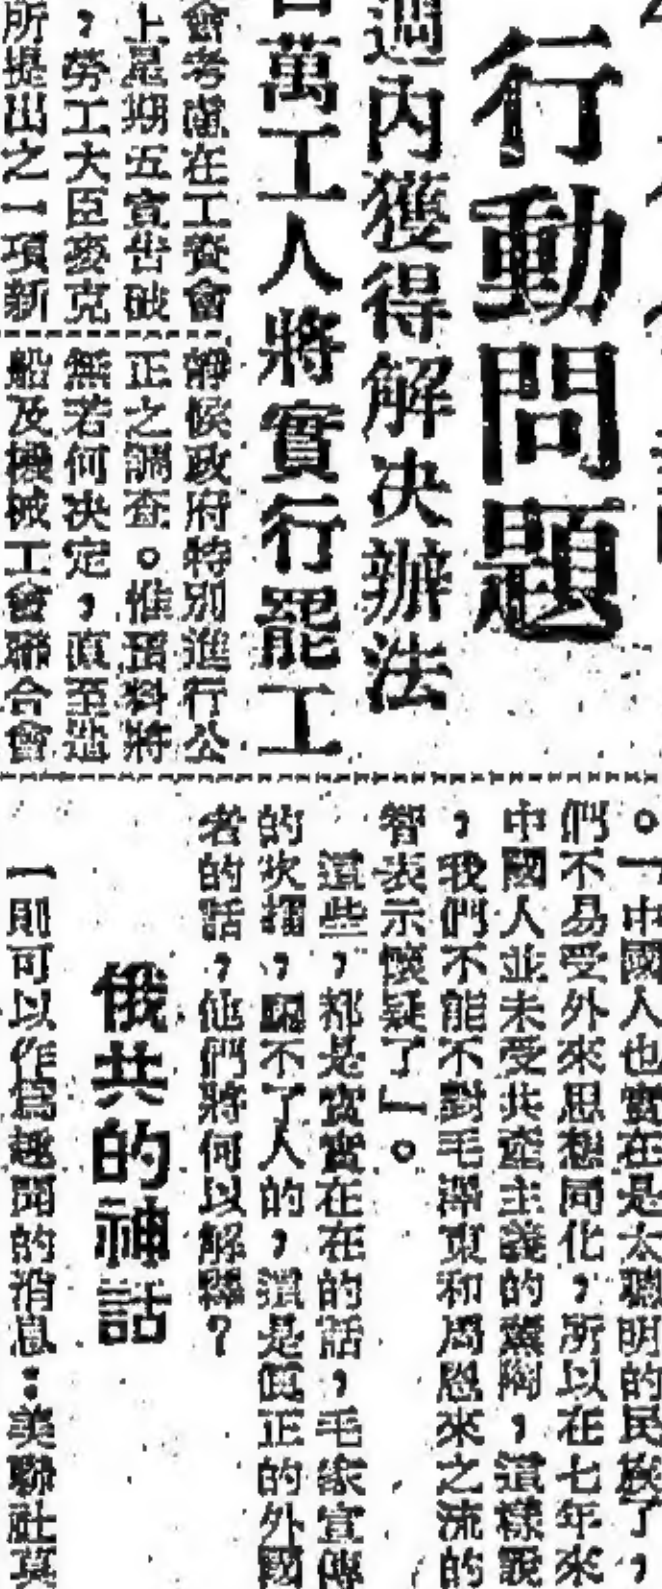 行動問題
週內獲得解决辦法
百萬工人將實行罷工
會考慮在工資會
上星期五宣告破
，勞工大臣麥克
所提出之一項新
靜候政府特別進行公
正之調查。惟預料將
無若何决定，直至造
船及機械工會聯合會
。「中國人也實在是太聰明的民族了，
們不易受外來思想同化，所以在七年來
中國人並未受共產主義的薰陶，這樣說
，我們不能不對毛澤東和周恩來之流的
智表示懷疑了」。
這些，都是實實在在的話，毛家宣傳
的吹擂，瞞不了人的，這是眞正的外國
者的話，他們將何以解釋？
俄共的神話
一則可以作爲趣聞的消息：美聯社莫